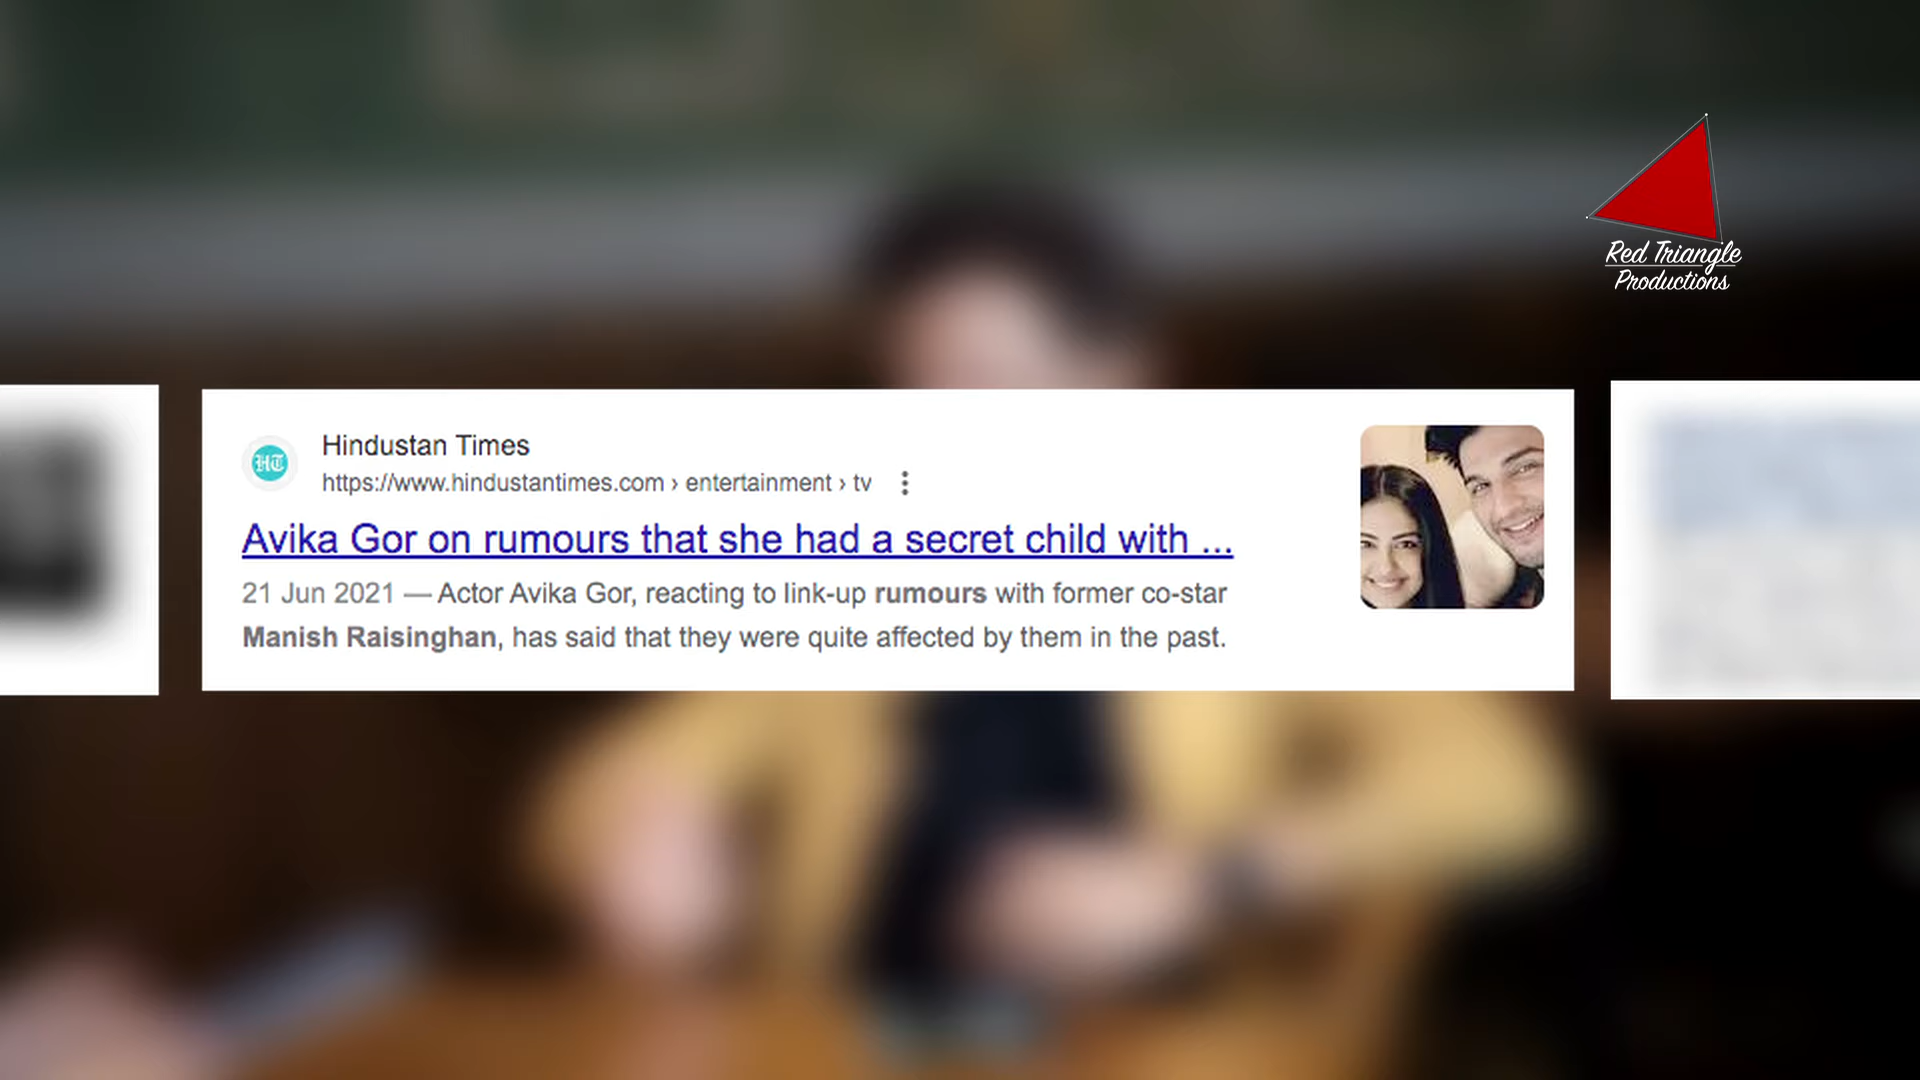 Red Triangle
Productions
HT
Hindustan Times
https://www.hindustantimes.com › entertainment › tv
Avika Gor on rumours that she had a secret child with ...
21 Jun 2021 — Actor Avika Gor, reacting to link-up rumours with former co-star
Manish Raisinghan, has said that they were quite affected by them in the past.